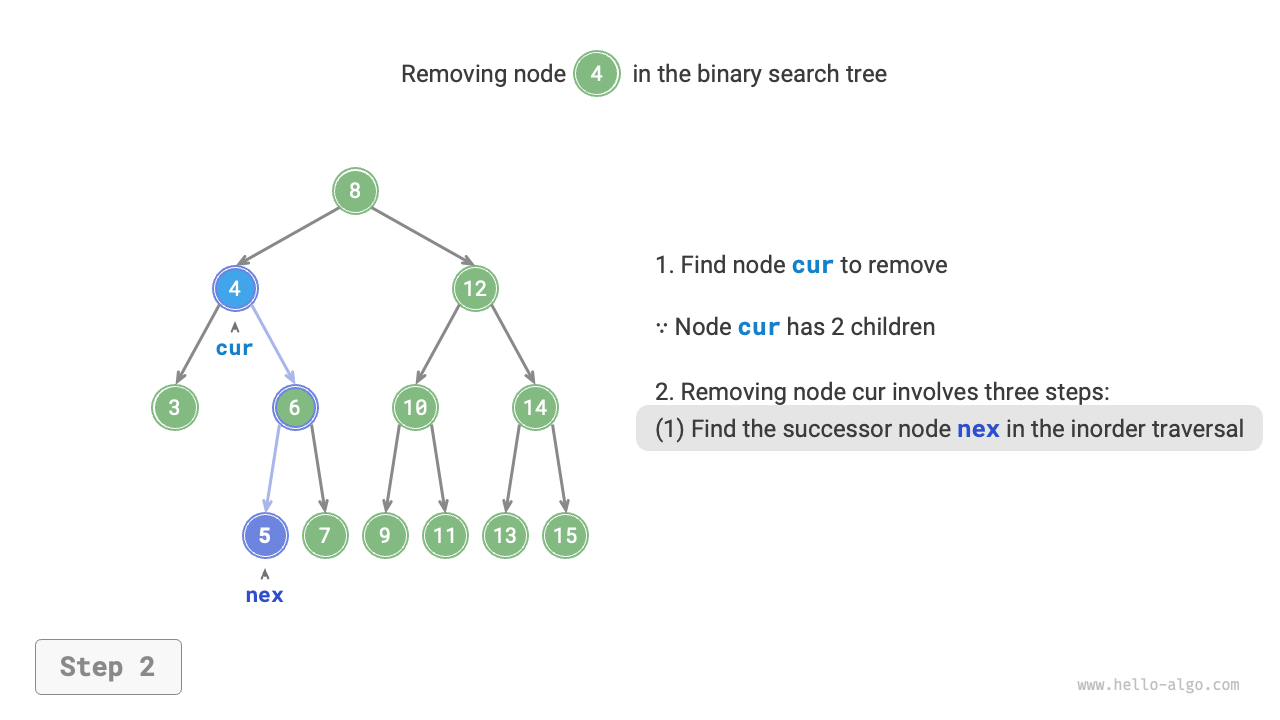 Removing node 4 in the binary search tree
8
4
12
cur
3
6
10
14
5
7
9
11
13
15
nex
1. Find node cur to remove
∵ Node cur has 2 children
2. Removing node cur involves three steps:
(1) Find the successor node nex in the inorder traversal
Step 2
www.hello-algo.com